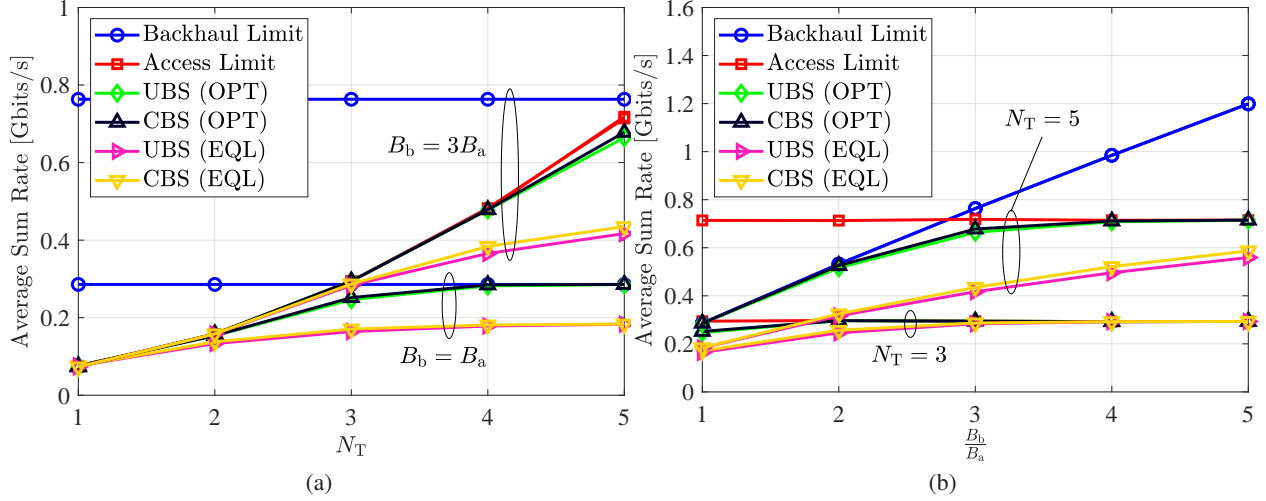 Average Sum Rate [Gbits/s]
1
0.8
0.6
0.4
0.2
0
Backhaul Limit
Access Limit
UBS (OPT)
CBS (OPT)
UBS (EQL)
CBS (EQL)
B_b = 3B_a
B_b = B_a
1 2 3 4 5
N_T
(a)
Average Sum Rate [Gbits/s]
1.6
1.4
1.2
1.0
0.8
0.6
0.4
0.2
0
Backhaul Limit
Access Limit
UBS (OPT)
CBS (OPT)
UBS (EQL)
CBS (EQL)
N_T = 5
N_T = 3
1 2 3 4 5
B_b
B_a
(b)